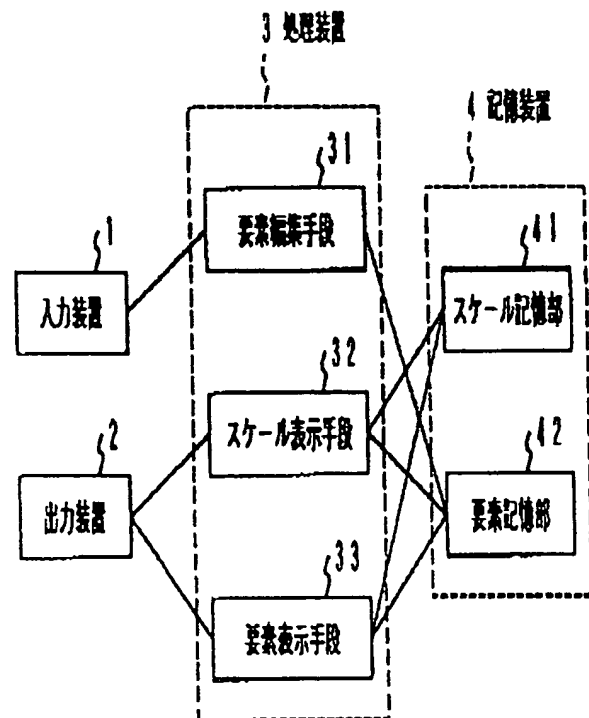 3 処理装置
4 記憶装置
31
要素編集手段
1
入力装置
41
スケール記憶部
32
スケール表示手段
2
出力装置
42
要素記憶部
33
要素表示手段